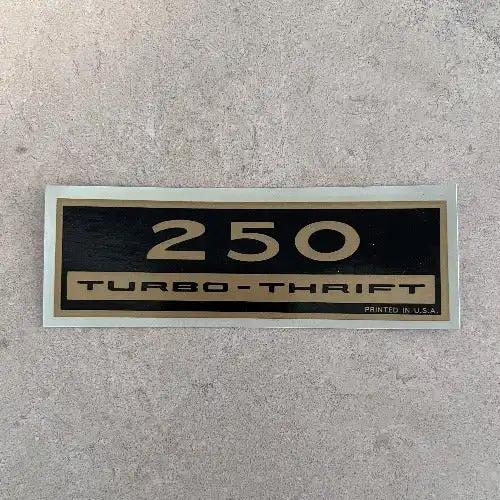 250
TURBO-THRIFT
PRINTED IN U.S.A.